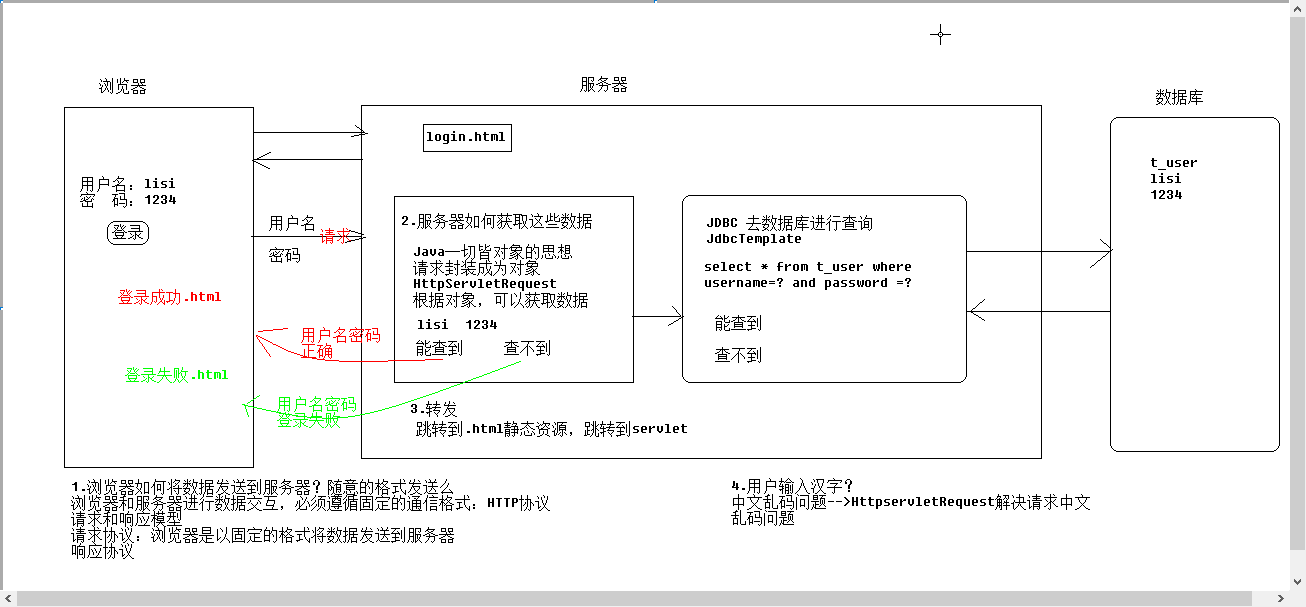 浏览器
服务器
数据库
login.html
用户名：lisi
密  码：1234
登录
用户名
请求
密码
登录成功.html
用户名密码
正确
登录失败.html
用户名密码
登录失败
2.服务器如何获取这些数据
Java一切皆对象的思想
请求封装成为对象
HttpServletRequest
根据对象，可以获取数据
lisi  1234
能查到  查不到
3.转发
跳转到.html静态资源，跳转到servlet
JDBC 去数据库进行查询
JdbcTemplate
select * from t_user where
username=? and password =?
能查到
查不到
t_user
lisi
1234
1.浏览器如何将数据发送到服务器？随意的格式发送么
浏览器和服务器进行数据交互，必须遵循固定的通信格式：HTTP协议
请求和响应模型
请求协议：浏览器是以固定的格式将数据发送到服务器
响应协议
4.用户输入汉字？
中文乱码问题-->HttpservletRequest解决请求中文
乱码问题